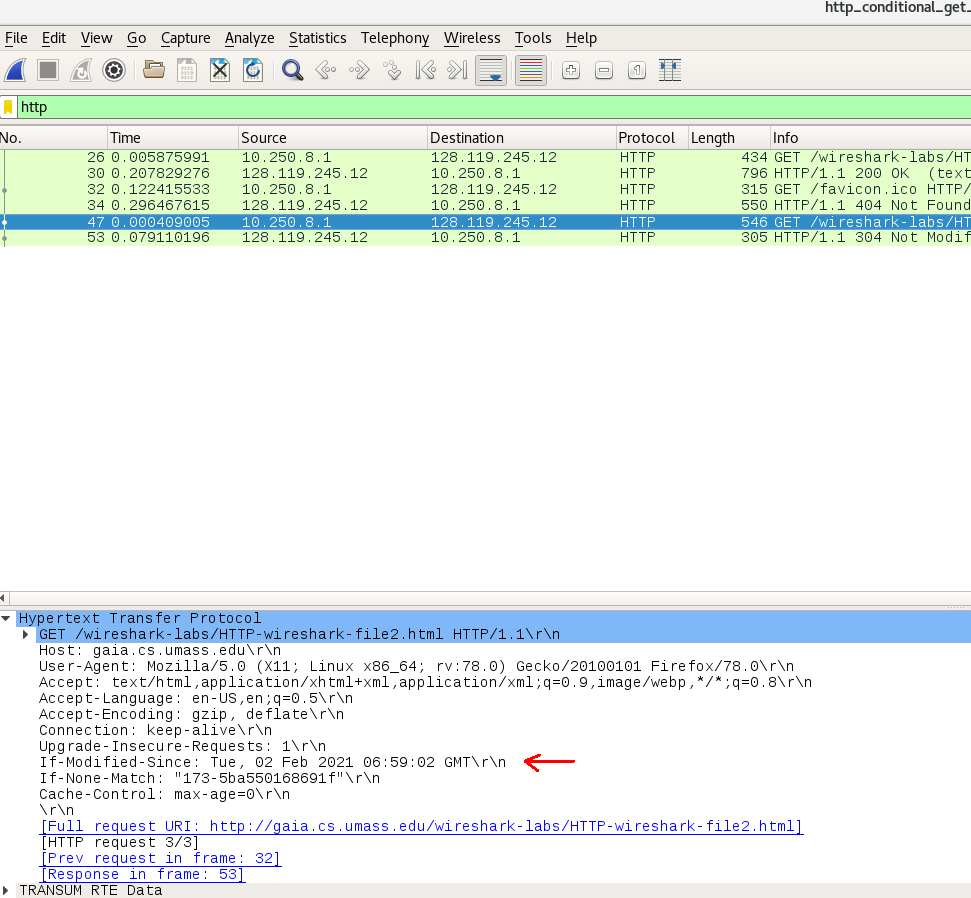 http_conditional_get_
File Edit View Go Capture Analyze Statistics Telephony Wireless Tools Help
http
No. Time Source Destination Protocol Length Info
26 0.005875991 10.250.8.1 128.119.245.12 HTTP 434 GET /wireshark-labs/HT
30 0.207829276 128.119.245.12 10.250.8.1 HTTP 796 HTTP/1.1 200 OK (text
32 0.122415533 10.250.8.1 128.119.245.12 HTTP 315 GET /favicon.ico HTTP/
34 0.296467615 128.119.245.12 10.250.8.1 HTTP 550 HTTP/1.1 404 Not Found
47 0.000409005 10.250.8.1 128.119.245.12 HTTP 546 GET /wireshark-labs/HT
53 0.079110196 128.119.245.12 10.250.8.1 HTTP 305 HTTP/1.1 304 Not Modif
Hypertext Transfer Protocol
GET /wireshark-labs/HTTP-wireshark-file2.html HTTP/1.1\r\n
Host: gaia.cs.umass.edu\r\n
User-Agent: Mozilla/5.0 (X11; Linux x86_64; rv:78.0) Gecko/20100101 Firefox/78.0\r\n
Accept: text/html,application/xhtml+xml,application/xml;q=0.9,image/webp,*/*;q=0.8\r\n
Accept-Language: en-US,en;q=0.5\r\n
Accept-Encoding: gzip, deflate\r\n
Connection: keep-alive\r\n
Upgrade-Insecure-Requests: 1\r\n
If-Modified-Since: Tue, 02 Feb 2021 06:59:02 GMT\r\n
If-None-Match: "173-5ba550168691f"\r\n
Cache-Control: max-age=0\r\n
\r\n
[Full request URI: http://gaia.cs.umass.edu/wireshark-labs/HTTP-wireshark-file2.html]
[HTTP request 3/3]
[Prev request in frame: 32]
[Response in frame: 53]
TRANSUM RTE Data